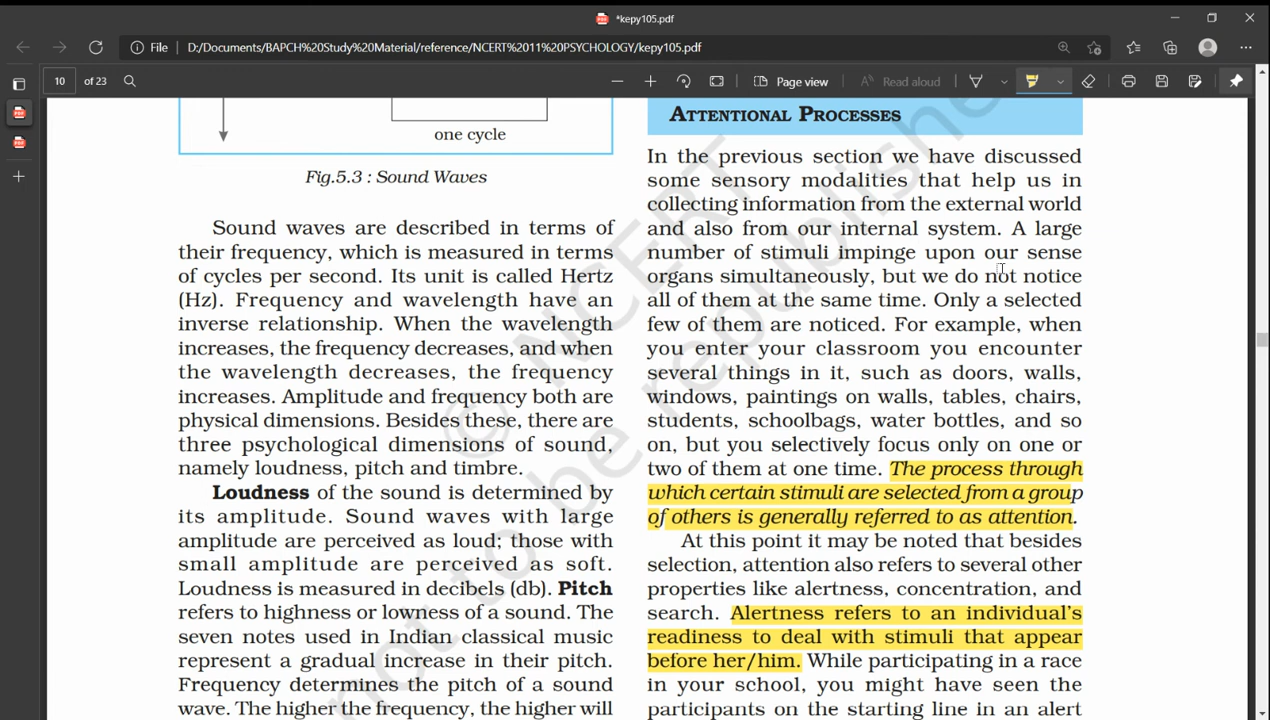 *kepy105.pdf
File
D:/Documents/BAPCH%20Study%20Material/reference/NCERT%2011%20PSYCHOLOGY/kepy105.pdf
10 of 23
Page view
Read aloud
one cycle
Fig.5.3 : Sound Waves
Sound waves are described in terms of
their frequency, which is measured in terms
of cycles per second. Its unit is called Hertz
(Hz). Frequency and wavelength have an
inverse relationship. When the wavelength
increases, the frequency decreases, and when
the wavelength decreases, the frequency
increases. Amplitude and frequency both are
physical dimensions. Besides these, there are
three psychological dimensions of sound,
namely loudness, pitch and timbre.
Loudness of the sound is determined by
its amplitude. Sound waves with large
amplitude are perceived as loud; those with
small amplitude are perceived as soft.
Loudness is measured in decibels (db). Pitch
refers to highness or lowness of a sound. The
seven notes used in Indian classical music
represent a gradual increase in their pitch.
Frequency determines the pitch of a sound
wave. The higher the frequency, the higher will
ATTENTIONAL PROCESSES
In the previous section we have discussed
some sensory modalities that help us in
collecting information from the external world
and also from our internal system. A large
number of stimuli impinge upon our sense
organs simultaneously, but we do not notice
all of them at the same time. Only a selected
few of them are noticed. For example, when
you enter your classroom you encounter
several things in it, such as doors, walls,
windows, paintings on walls, tables, chairs,
students, schoolbags, water bottles, and so
on, but you selectively focus only on one or
two of them at one time. The process through
which certain stimuli are selected from a group
of others is generally referred to as attention.
At this point it may be noted that besides
selection, attention also refers to several other
properties like alertness, concentration, and
search. Alertness refers to an individual's
readiness to deal with stimuli that appear
before her/him. While participating in a race
in your school, you might have seen the
participants on the starting line in an alert
© NCERT
not to be republishe